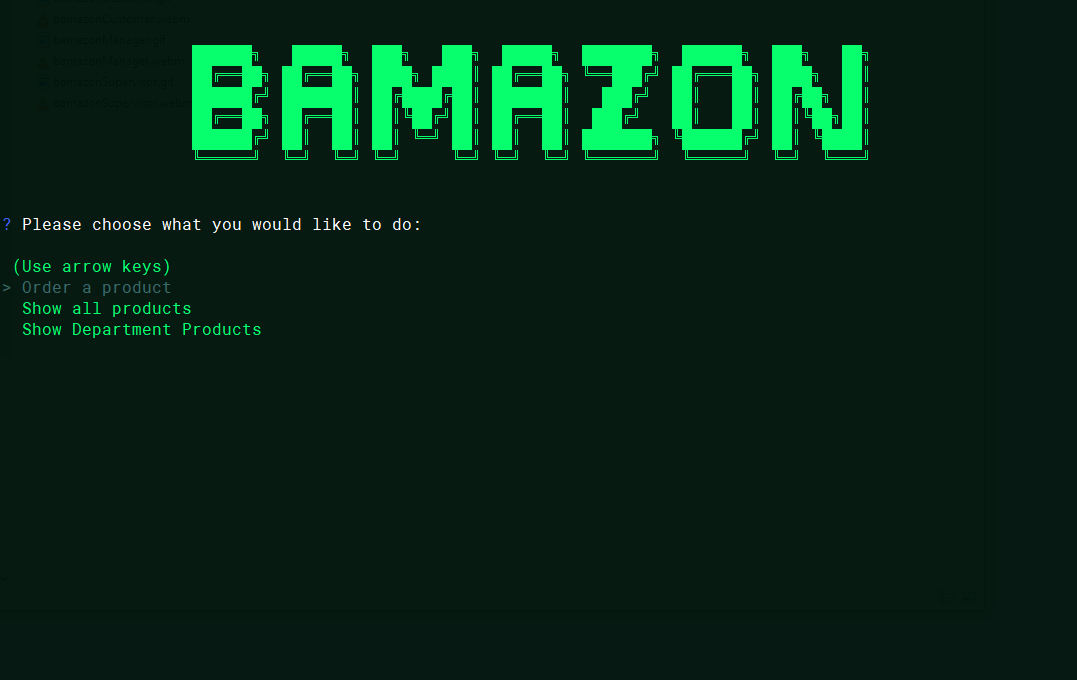 BAMAZON
? Please choose what you would like to do:
(Use arrow keys)
> Order a product
Show all products
Show Department Products